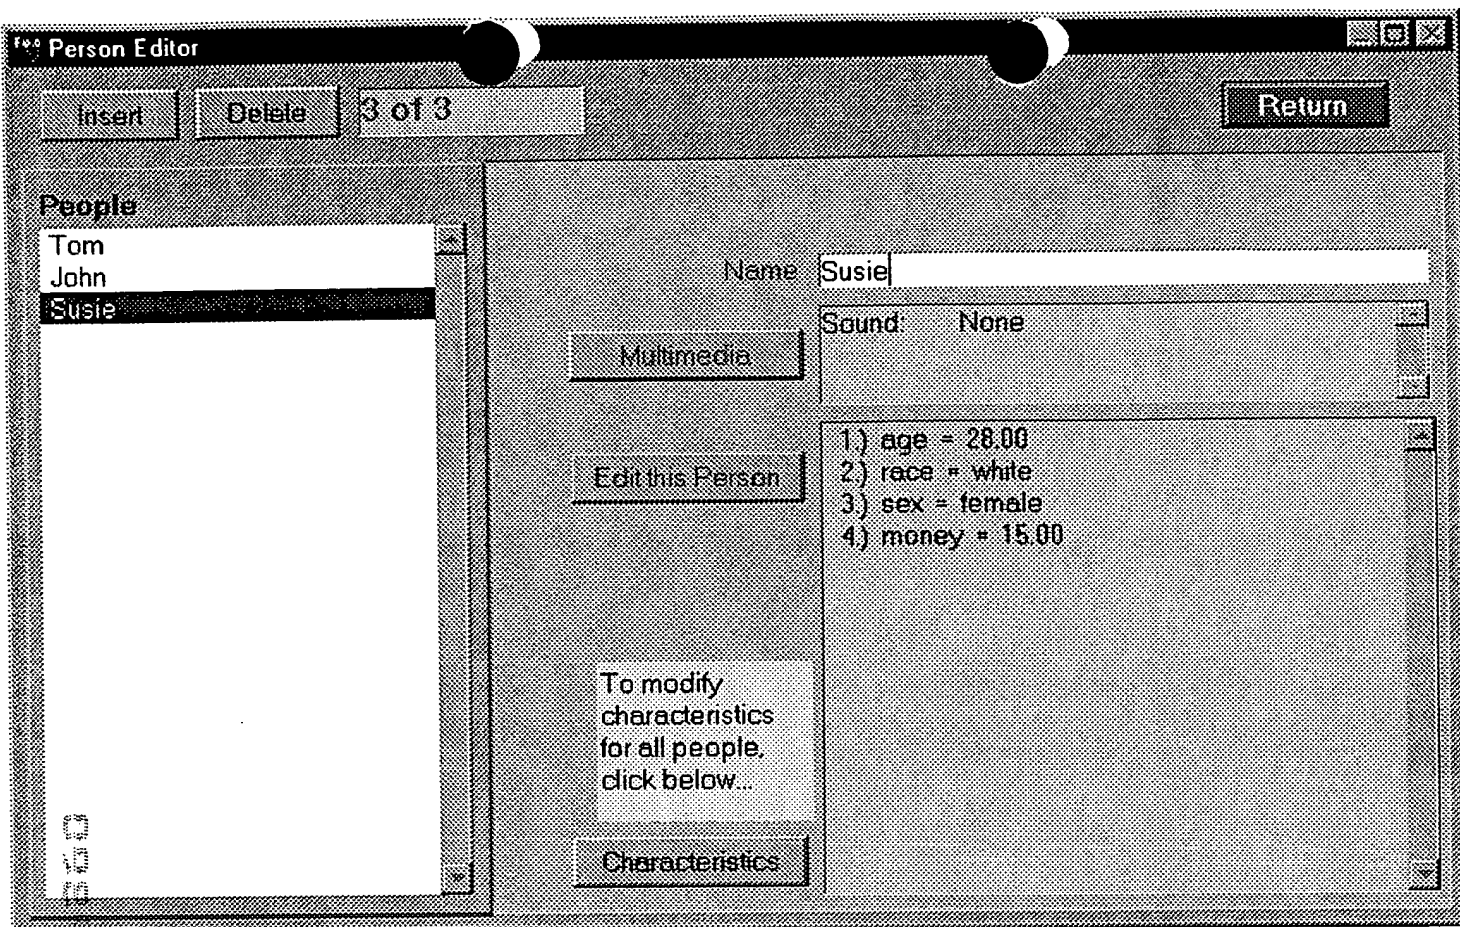 Person Editor
Insert
Delete
3 of 3
Return
People
Tom
John
Susie
Name
Susie
Sound: None
Multimedia
1.) age = 28.00
2.) race = white
3.) sex = female
4.) money = 15.00
Edit this Person
To modify
characteristics
for all people,
click below...
Characteristics